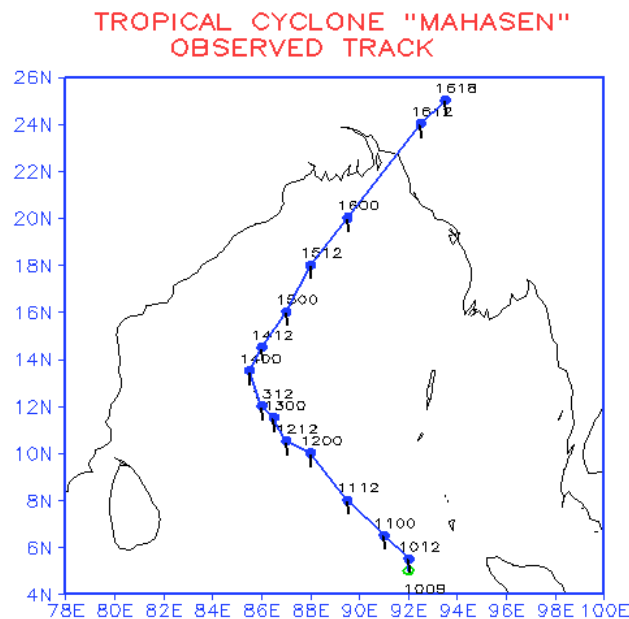 TROPICAL CYCLONE "MAHASEN"
OBSERVED TRACK
26N
1618
24N
1612
22N
20N
1600
18N
1512
16N
1500
1412
14N
1400
12N
312
1300
1212
10N
1200
8N
1112
1100
6N
1012
4N
1009
78E 80E 82E 84E 86E 88E 90E 92E 94E 96E 98E 100E